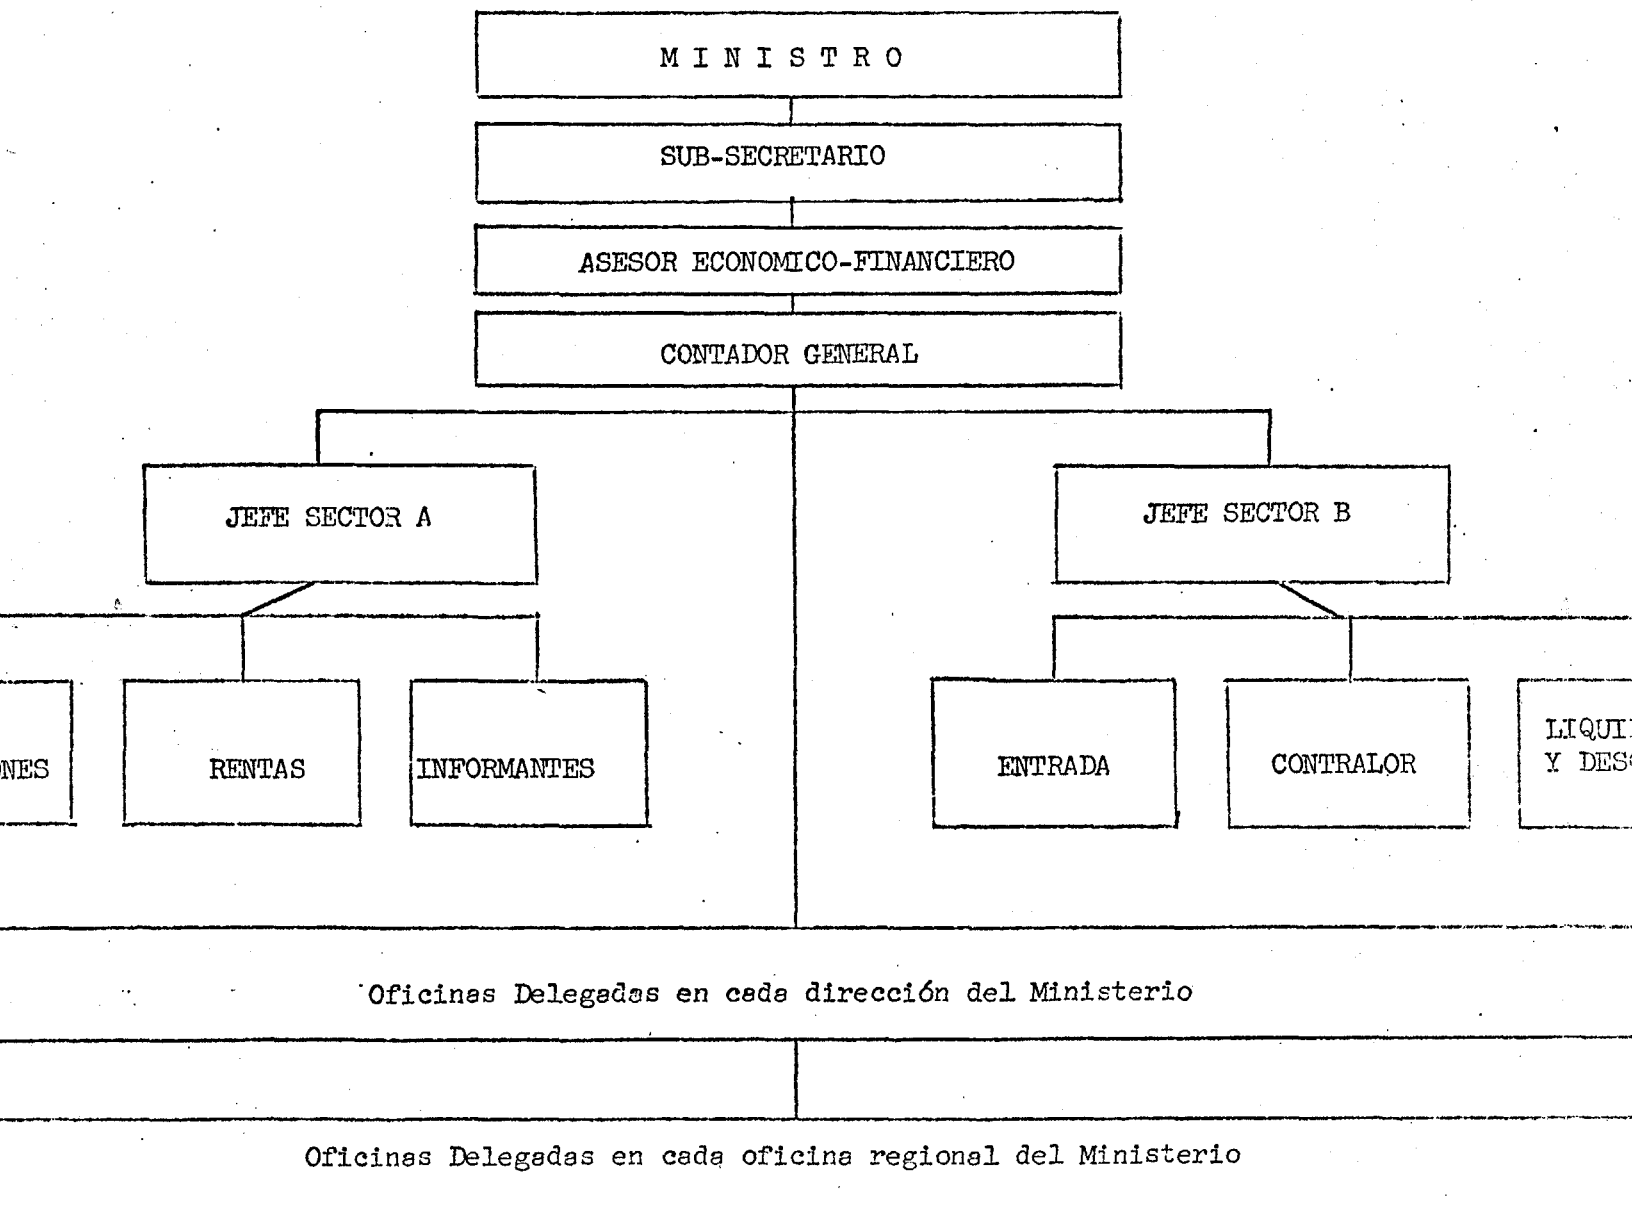 MINISTRO
SUB-SECRETARIO
ASESOR ECONOMICO-FINANCIERO
CONTADOR GENERAL
JEFE SECTOR A
JEFE SECTOR B
RENTAS
INFORMANTES
ENTRADA
CONTRALOR
Y
Oficinas Delegadas en cada dirección del Ministerio
Oficinas Delegadas en cada oficina regional del Ministerio